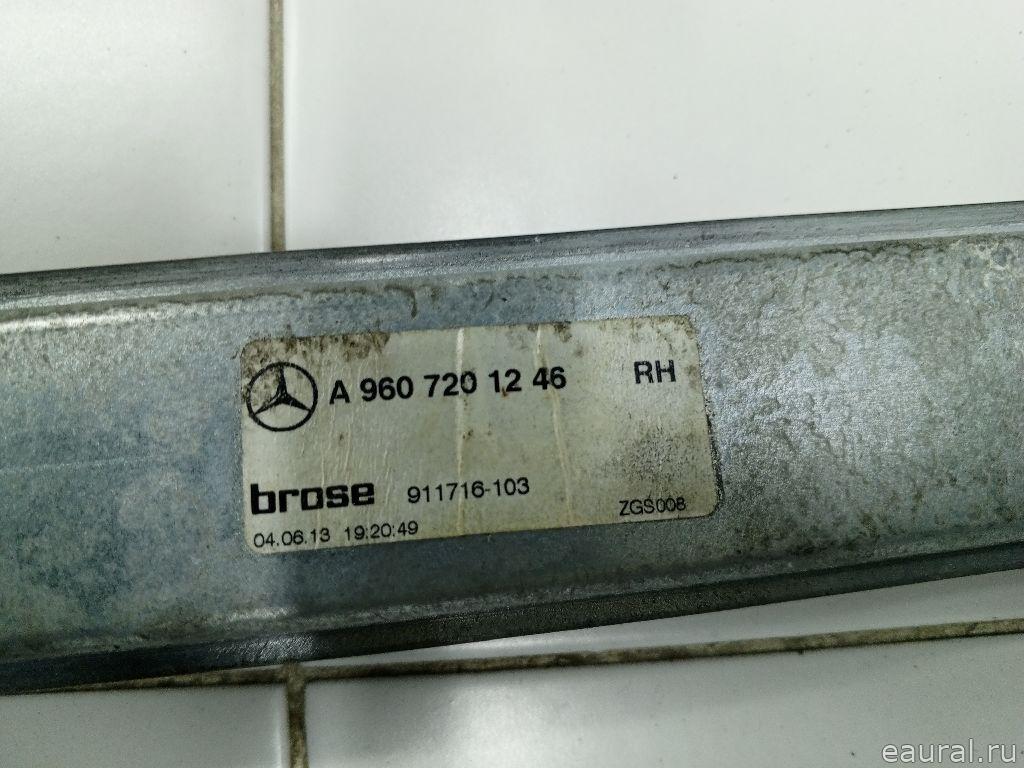 A 960 720 12 46 RH
brose 911716-103
04.06.13 19:20:49 ZGS008
eaural.ru